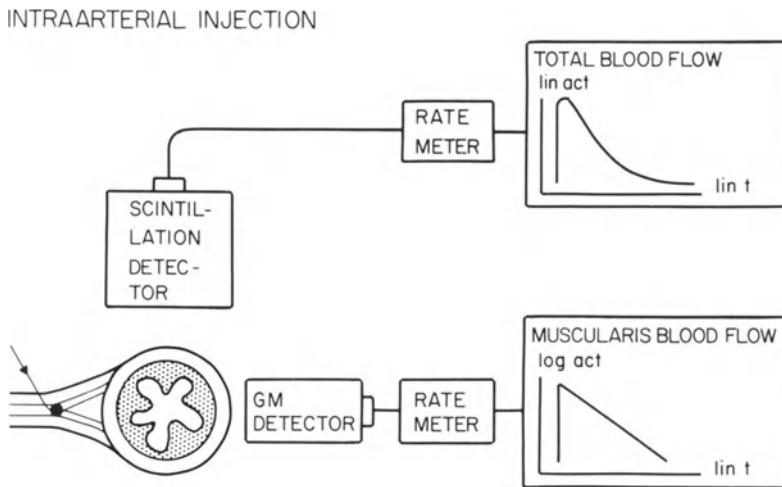 INTRAARTERIAL INJECTION
TOTAL BLOOD FLOW
lin act
lin t
RATE
METER
SCINTIL-
LATION
DETEC-
TOR
MUSCULARIS BLOOD FLOW
log act
lin t
GM
DETECTOR
RATE
METER